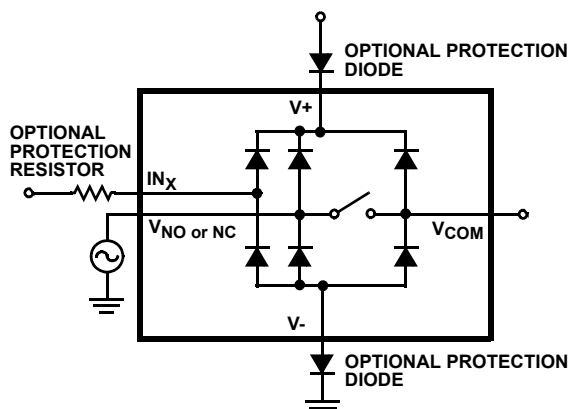 OPTIONAL PROTECTION
DIODE
V+
OPTIONAL
PROTECTION
RESISTOR
INX
VNO or NC
VCOM
V-
OPTIONAL PROTECTION
DIODE